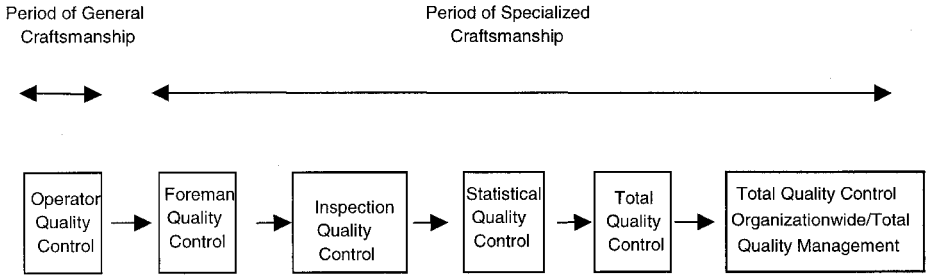 Period of General
Craftsmanship
Period of Specialized
Craftsmanship
Operator
Quality
Control
Foreman
Quality
Control
Inspection
Quality
Control
Statistical
Quality
Control
Total
Quality
Control
Total Quality Control
Organizationwide/Total
Quality Management